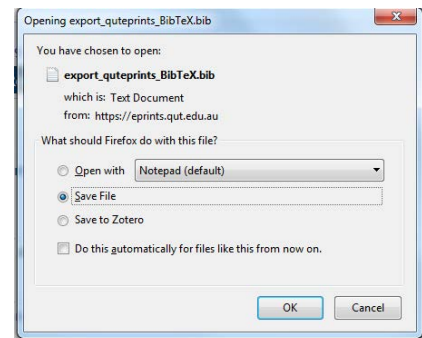 Opening export_quteprints_BibTeX.bib
You have chosen to open:
export_quteprints_BibTeX.bib
which is: Text Document
from: https://eprints.qut.edu.au
What should Firefox do with this file?
Open with Notepad (default)
Save File
Save to Zotero
Do this automatically for files like this from now on.
OK Cancel